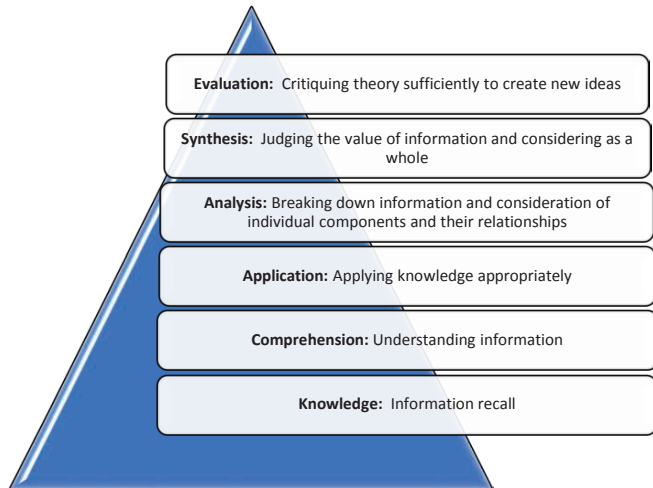 Evaluation: Critiquing theory sufficiently to create new ideas
Synthesis: Judging the value of information and considering as a
whole
Analysis: Breaking down information and consideration of
individual components and their relationships
Application: Applying knowledge appropriately
Comprehension: Understanding information
Knowledge: Information recall